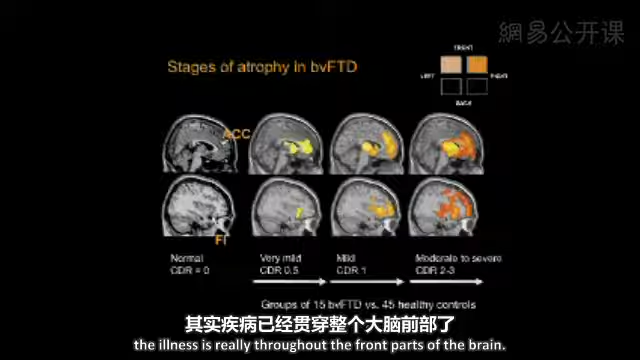 網易公开课
Stages of atrophy in bvFTD
FRONT
LEFT
RIGHT
BACK
ACC
FI
Normal
CDR = 0
Very mild
CDR 0.5
Mild
CDR 1
Moderate to severe
CDR 2-3
Groups of 15 bvFTD vs. 45 healthy controls
其实疾病已经贯穿整个大脑前部了
the illness is really throughout the front parts of the brain.